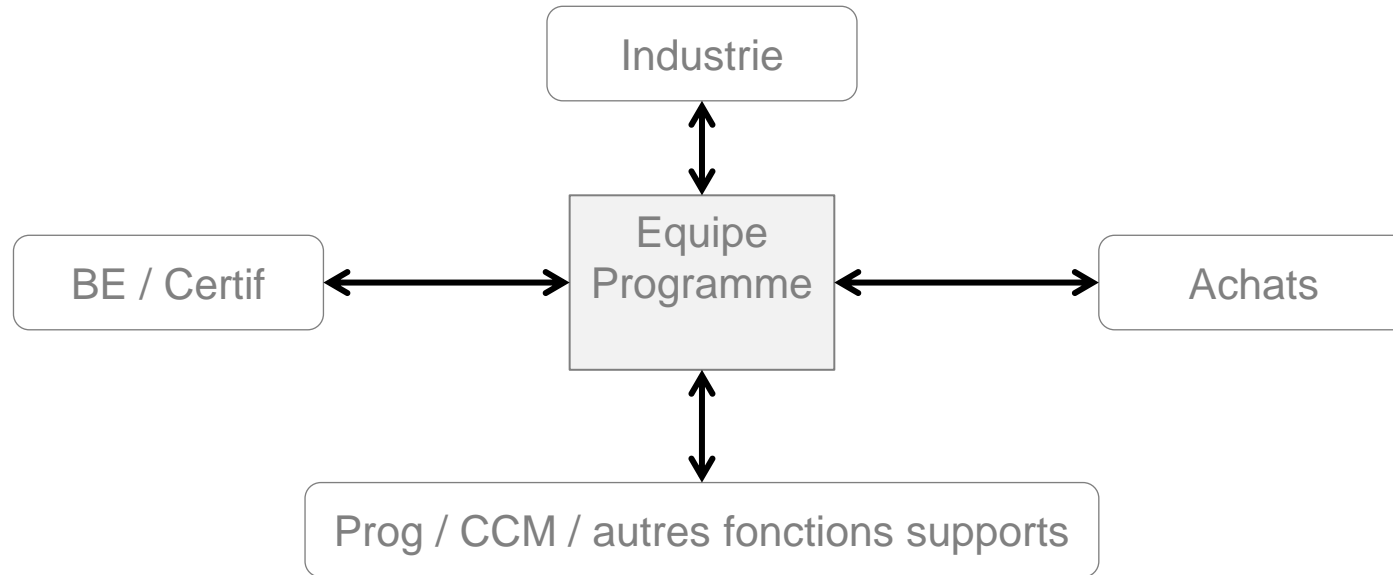 Industrie
Equipe
Programme
BE / Certif
Achats
Prog / CCM / autres fonctions supports